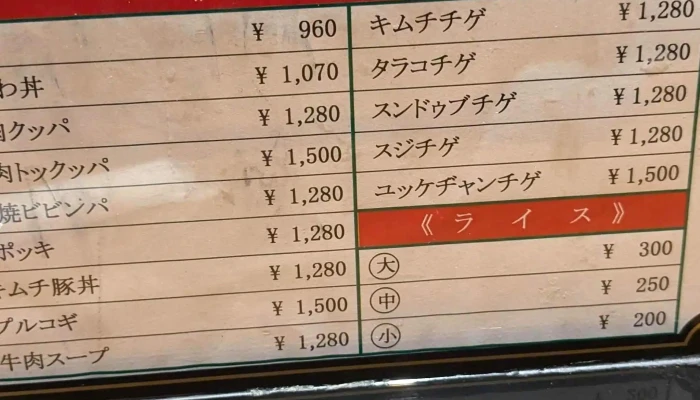 ¥ 960
わ丼 ¥ 1,070
肉クッパ ¥ 1,280
肉トックッパ ¥ 1,500
焼ビビンパ ¥ 1,280
ポッキ ¥ 1,280
キムチ豚丼 ¥ 1,280
プルコギ ¥ 1,500
牛肉スープ ¥ 1,280
キムチチゲ ¥ 1,280
タラコチゲ ¥ 1,280
スンドゥブチゲ ¥ 1,280
スジチゲ ¥ 1,280
ユッケヂャンチゲ ¥ 1,500
《ライス》
大 ¥ 300
中 ¥ 250
小 ¥ 200